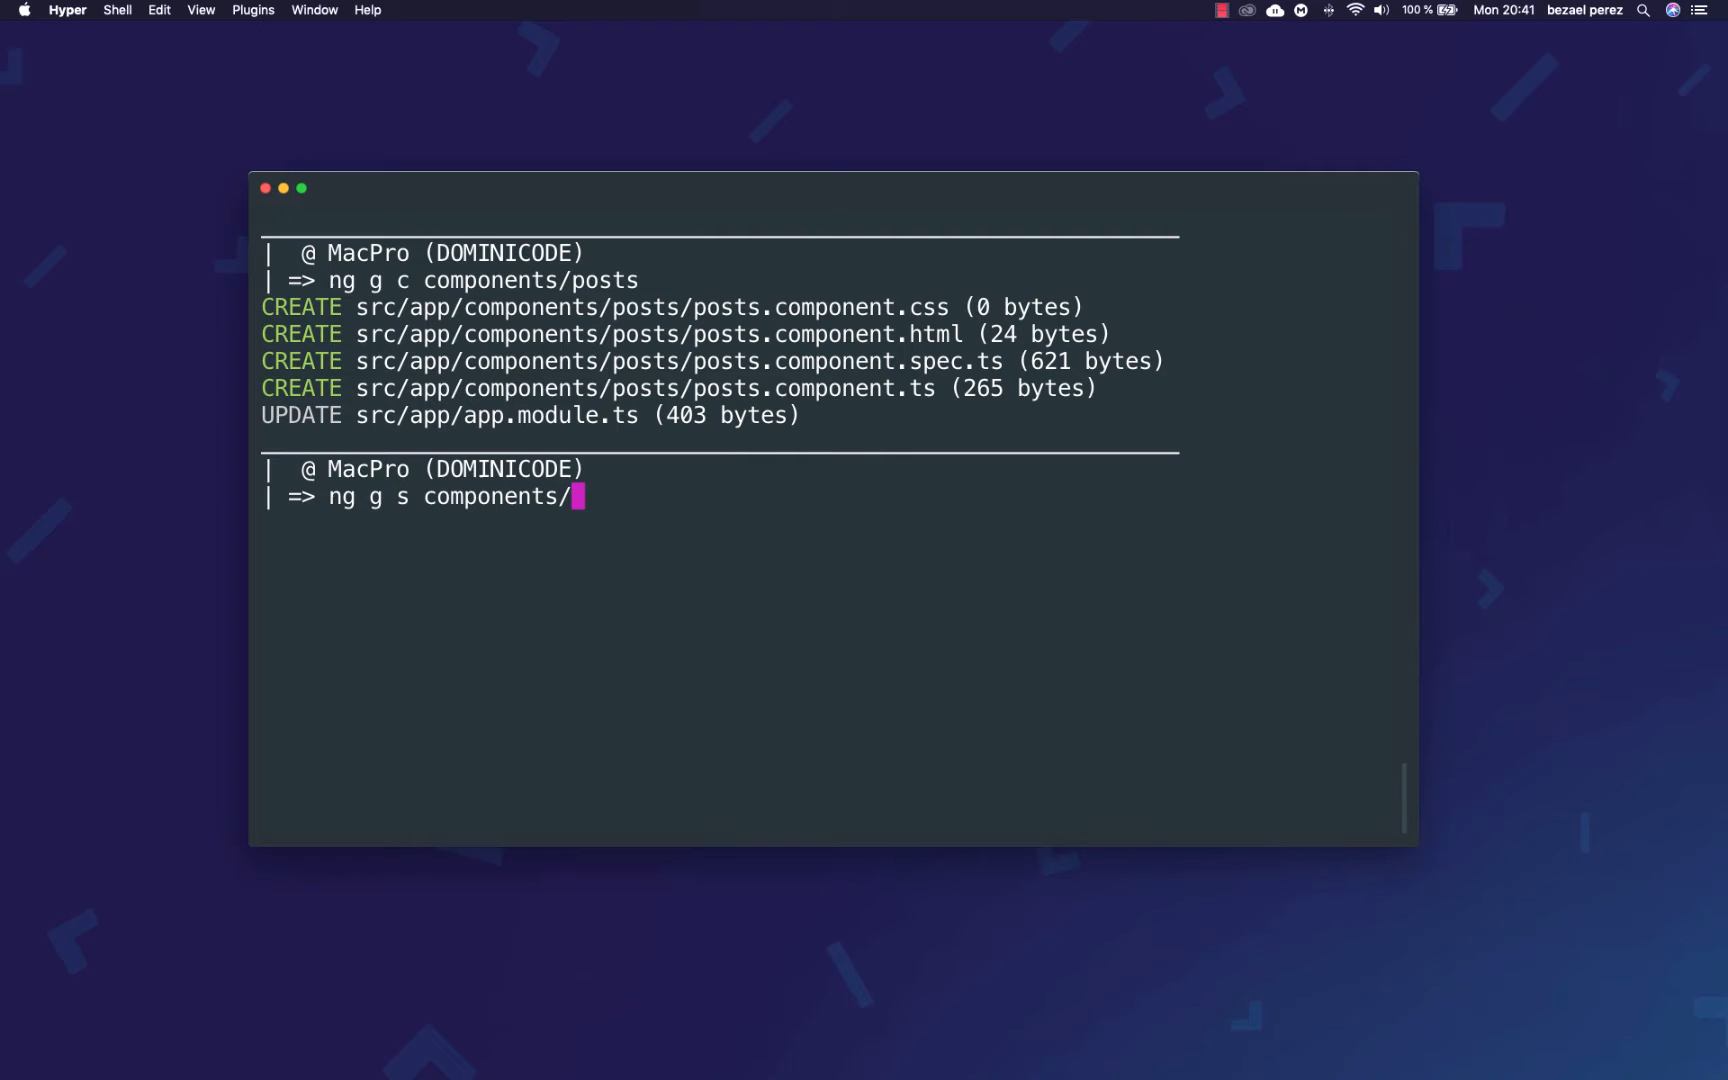 Hyper Shell Edit View Plugins Window Help 100 % Mon 20:41 bezael perez
| @ MacPro (DOMINICODE)
| => ng g c components/posts
CREATE src/app/components/posts/posts.component.css (0 bytes)
CREATE src/app/components/posts/posts.component.html (24 bytes)
CREATE src/app/components/posts/posts.component.spec.ts (621 bytes)
CREATE src/app/components/posts/posts.component.ts (265 bytes)
UPDATE src/app/app.module.ts (403 bytes)
| @ MacPro (DOMINICODE)
| => ng g s components/